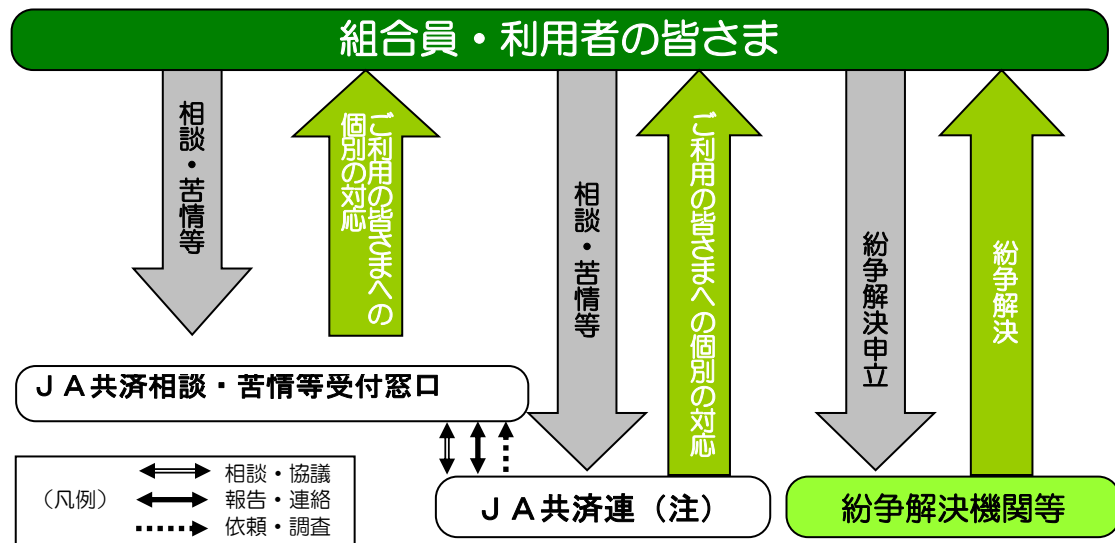 組合員・利用者の皆さま
相談・苦情等
ご利用の皆さまへの
個別の対応
相談・苦情等
ご利用の皆さまへの個別の対応
紛争解決申立
紛争解決
ＪＡ共済相談・苦情等受付窓口
（凡例）
相談・協議
報告・連絡
依頼・調査
ＪＡ共済連（注）
紛争解決機関等